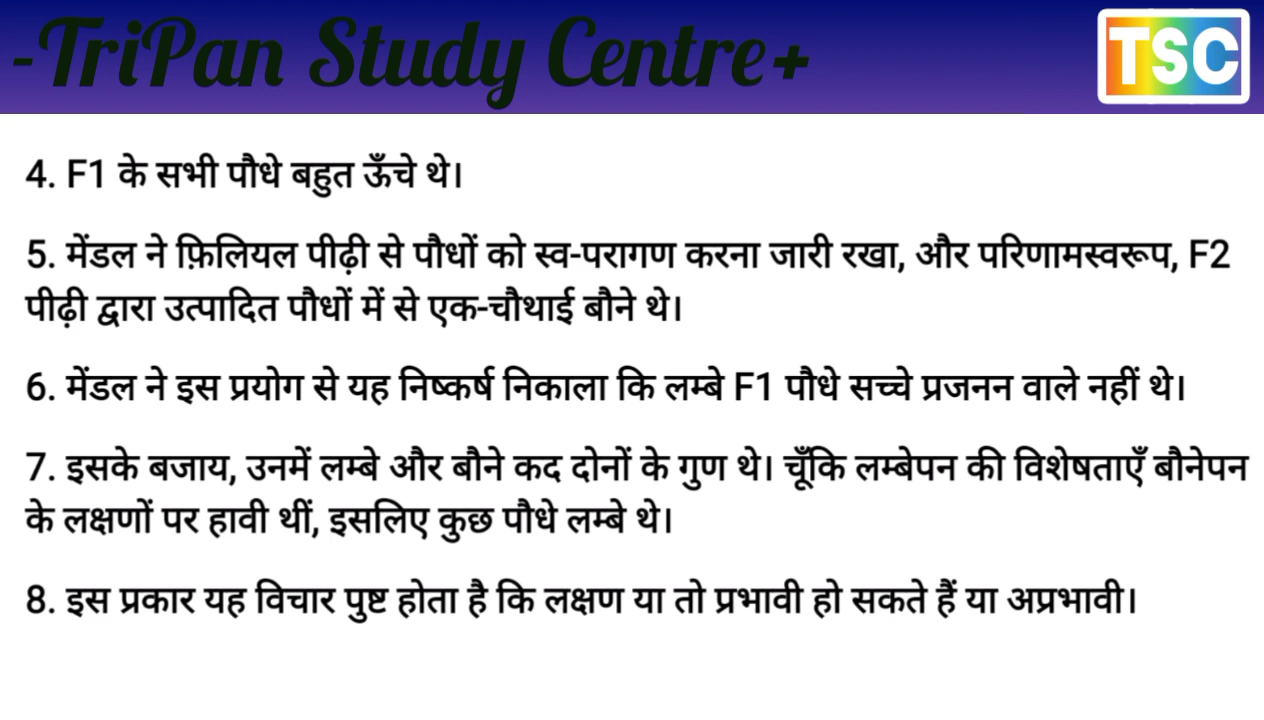 -TriPan Study Centre+
TSC
4. F1 के सभी पौधे बहुत ऊँचे थे।
5. मेंडल ने फ़िलियल पीढ़ी से पौधों को स्व-परागण करना जारी रखा, और परिणामस्वरूप, F2
पीढ़ी द्वारा उत्पादित पौधों में से एक-चौथाई बौने थे।
6. मेंडल ने इस प्रयोग से यह निष्कर्ष निकाला कि लम्बे F1 पौधे सच्चे प्रजनन वाले नहीं थे।
7. इसके बजाय, उनमें लम्बे और बौने कद दोनों के गुण थे। चूँकि लम्बेपन की विशेषताएँ बौनेपन
के लक्षणों पर हावी थीं, इसलिए कुछ पौधे लम्बे थे।
8. इस प्रकार यह विचार पुष्ट होता है कि लक्षण या तो प्रभावी हो सकते हैं या अप्रभावी।